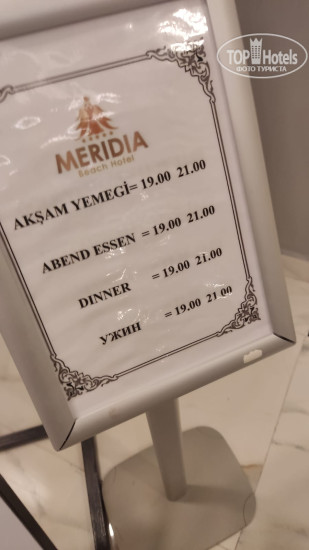 TOP Hotels
ФОТО ТУРИСТА
MERIDIA
Beach Hotel
AKŞAM YEMEGİ= 19.00 21.00
ABEND ESSEN = 19.00 21.00
DINNER = 19.00 21.00
УЖИН = 19.00 21.00